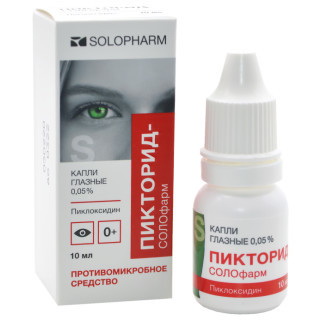 SOLOPHARM
S
КАПЛИ
ГЛАЗНЫЕ
0,05%
Пиклоксидин
0+
10 мл
ПРОТИВОМИКРОБНОЕ
СРЕДСТВО
ПИКТОРИД-
СОЛОфарм
S
КАПЛИ
ГЛАЗНЫЕ 0,05%
ПИКТОРИД-
СОЛОфарм
Пиклоксидин